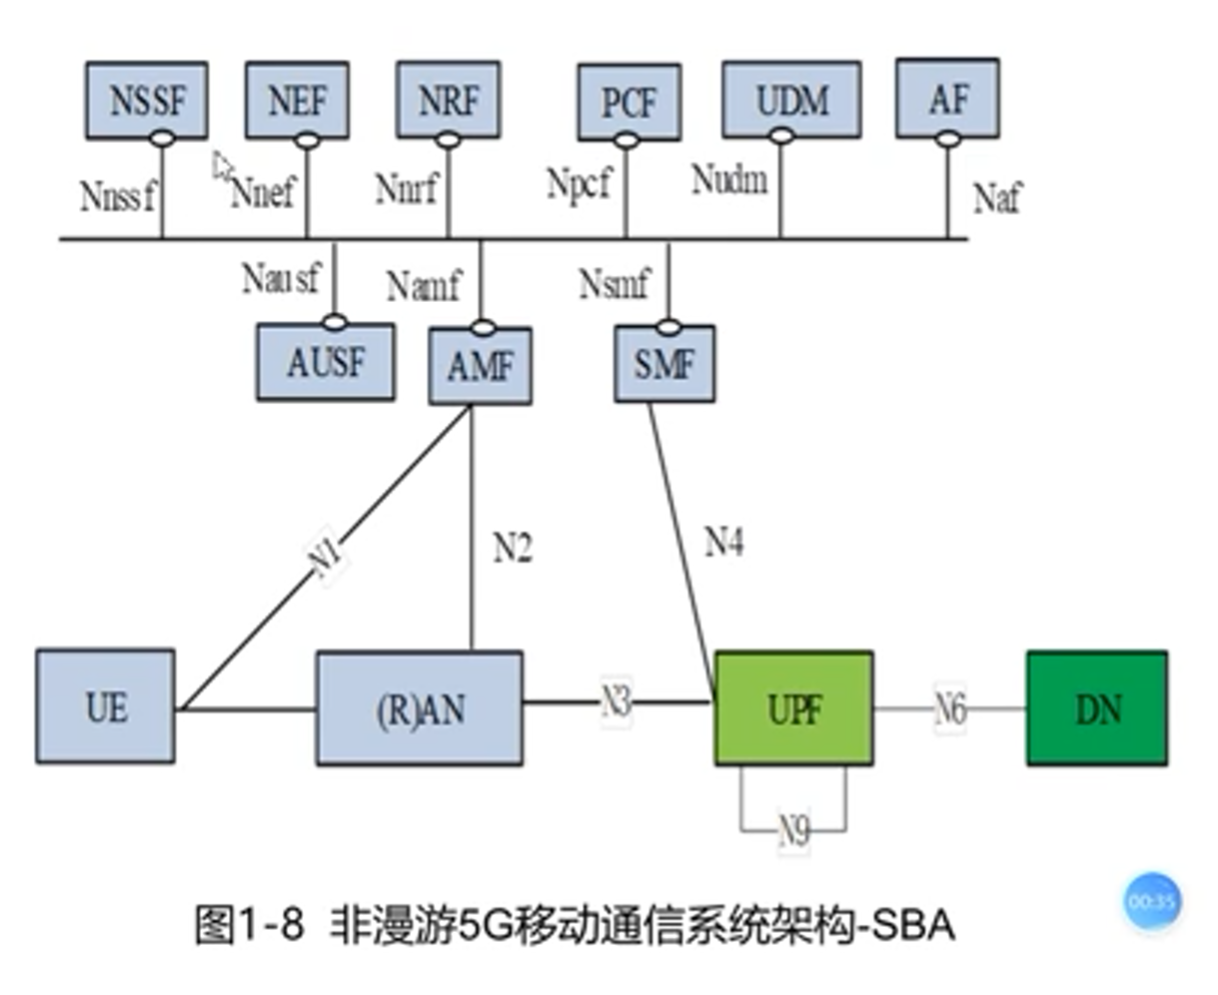 NSSF NEF NRF PCF UDM AF
Nnssf Nnef Nnrf Npcf Nudm Naf
Nausf Namf Nsmf
AUSF AMF SMF
N1 N2 N4
UE (R)AN N3 UPF N6 DN
N9
图1-8 非漫游5G移动通信系统架构-SBA
00:35